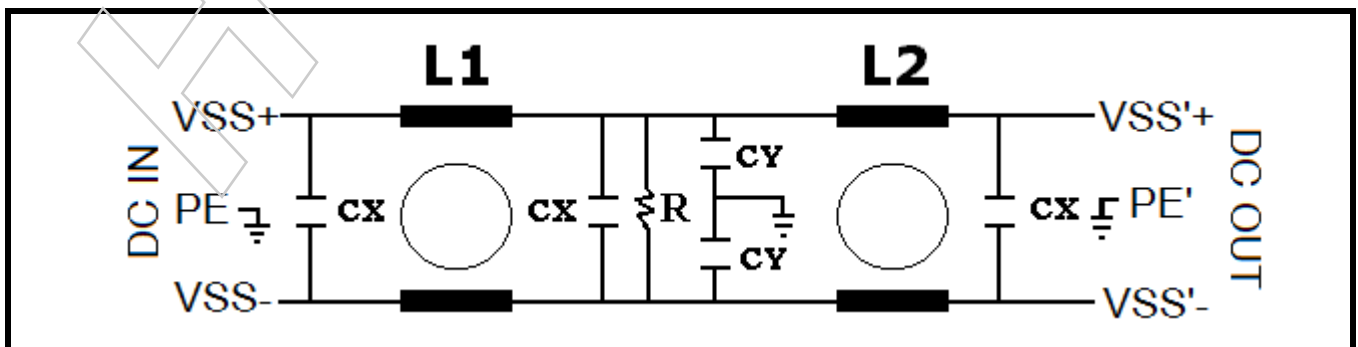 L1
L2
VSS+
VSS'+
CY
DC IN
PE
CX
CX
R
CX
PE'
DC OUT
CY
VSS-
VSS'-